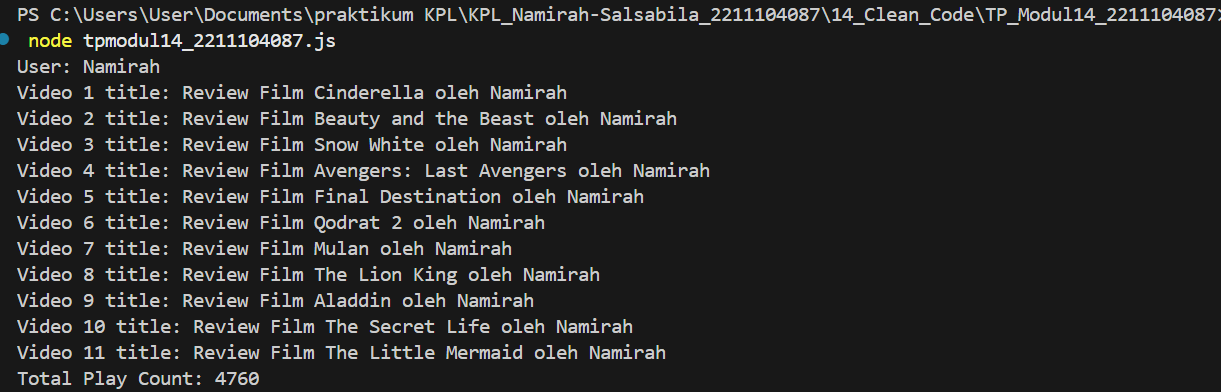 PS C:\Users\User\Documents\praktikum KPL\KPL_Namirah-Salsabila_2211104087\14_Clean_Code\TP_Modul14_2211104087>
node tpmodul14_2211104087.js
User: Namirah
Video 1 title: Review Film Cinderella oleh Namirah
Video 2 title: Review Film Beauty and the Beast oleh Namirah
Video 3 title: Review Film Snow White oleh Namirah
Video 4 title: Review Film Avengers: Last Avengers oleh Namirah
Video 5 title: Review Film Final Destination oleh Namirah
Video 6 title: Review Film Qodrat 2 oleh Namirah
Video 7 title: Review Film Mulan oleh Namirah
Video 8 title: Review Film The Lion King oleh Namirah
Video 9 title: Review Film Aladdin oleh Namirah
Video 10 title: Review Film The Secret Life oleh Namirah
Video 11 title: Review Film The Little Mermaid oleh Namirah
Total Play Count: 4760